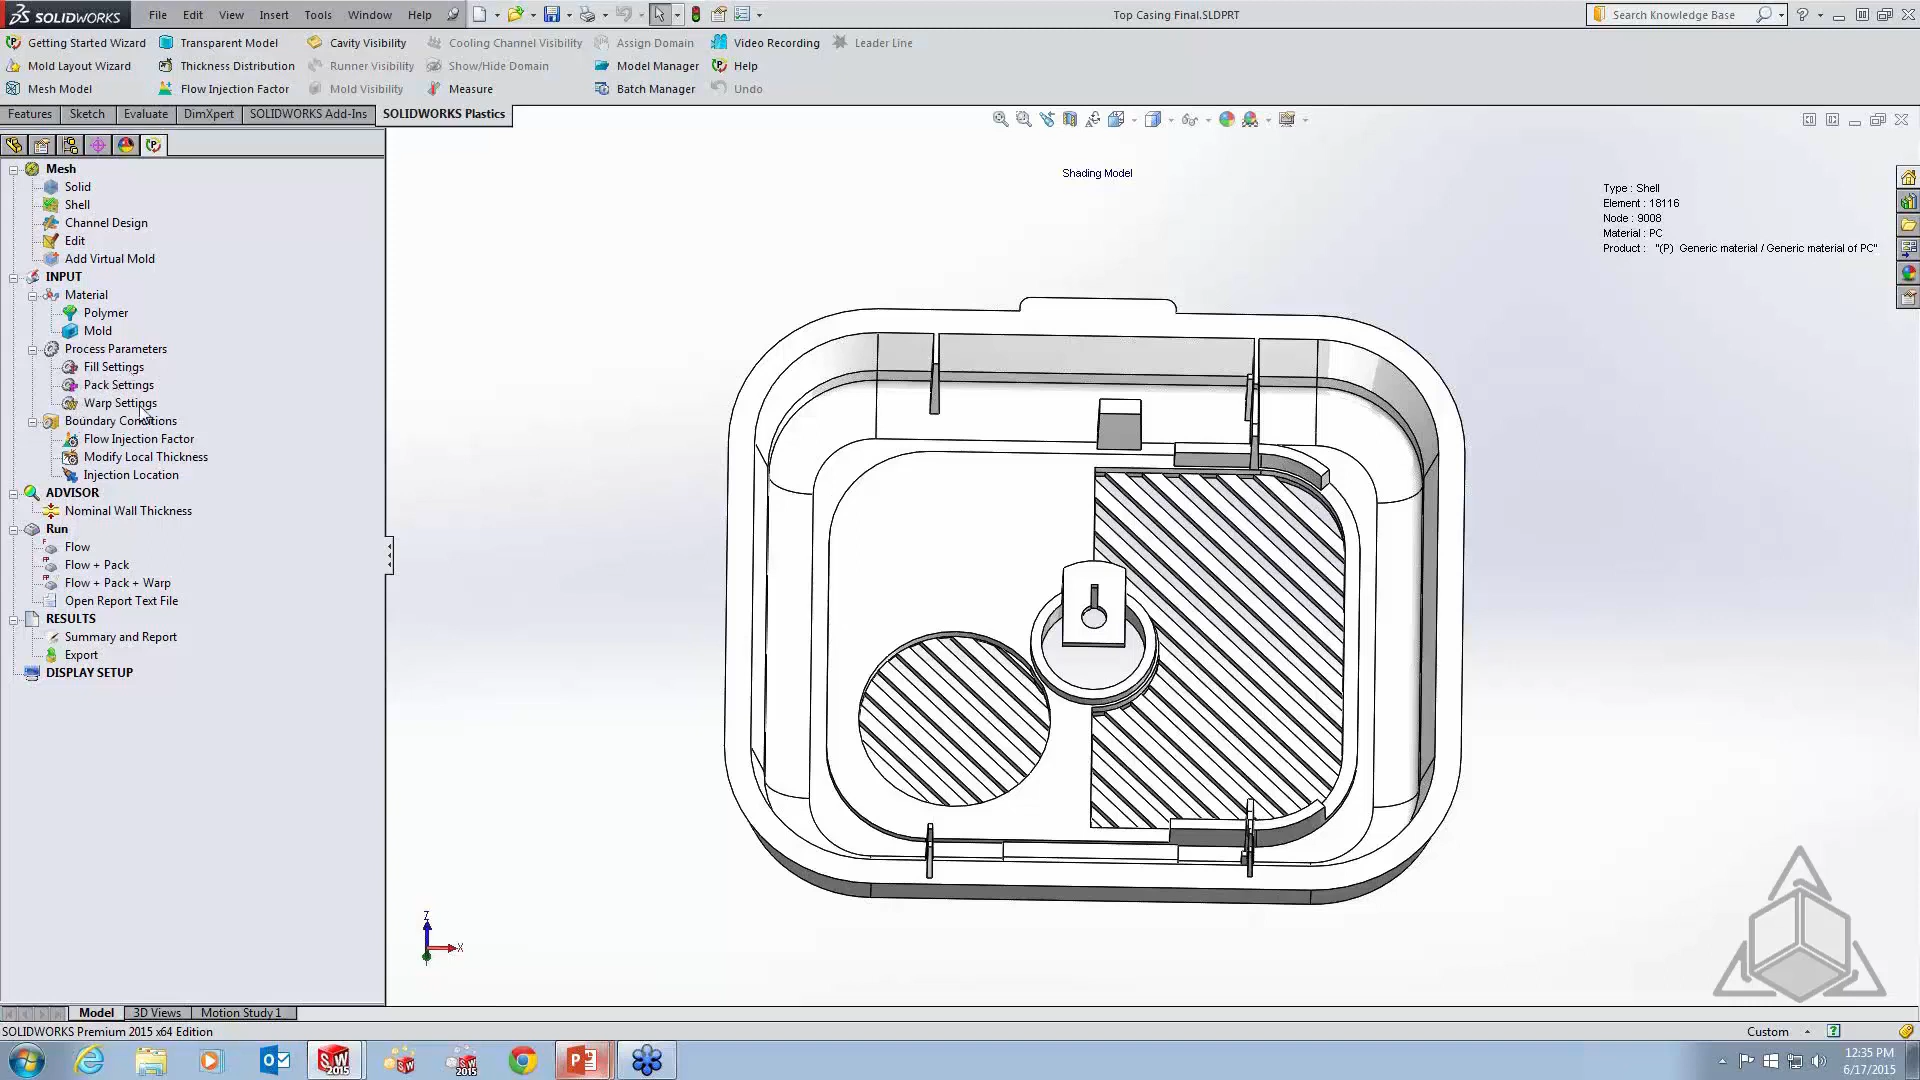 SOLIDWORKS
File Edit View Insert Tools Window Help
Top Casing Final.SLDPRT
Search Knowledge Base
Getting Started Wizard Transparent Model Cavity Visibility Cooling Channel Visibility Assign Domain Video Recording Leader Line
Mold Layout Wizard Thickness Distribution Runner Visibility Show/Hide Domain Model Manager Help
Mesh Model Flow Injection Factor Mold Visibility Measure Batch Manager Undo
Features Sketch Evaluate DimXpert SOLIDWORKS Add-Ins SOLIDWORKS Plastics
Mesh
Solid
Shell
Channel Design
Edit
Add Virtual Mold
INPUT
Material
Polymer
Mold
Process Parameters
Fill Settings
Pack Settings
Warp Settings
Boundary Conditions
Flow Injection Factor
Modify Local Thickness
Injection Location
ADVISOR
Nominal Wall Thickness
Run
Flow
Flow + Pack
Flow + Pack + Warp
Open Report Text File
RESULTS
Summary and Report
Export
DISPLAY SETUP
Shading Model
Type : Shell
Element : 18116
Node : 9008
Material : PC
Product : "(P) Generic material / Generic material of PC"
Z
X
Model 3D Views Motion Study 1
SOLIDWORKS Premium 2015 x64 Edition
Custom
12:35 PM
6/17/2015